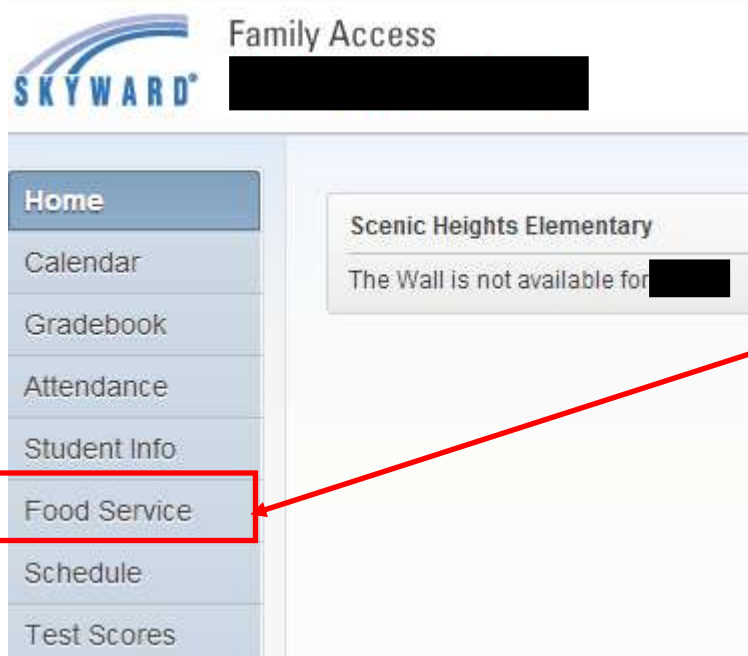 Family Access
SKYWARD®
Home
Calendar
Gradebook
Attendance
Student Info
Food Service
Schedule
Test Scores
Scenic Heights Elementary
The Wall is not available for